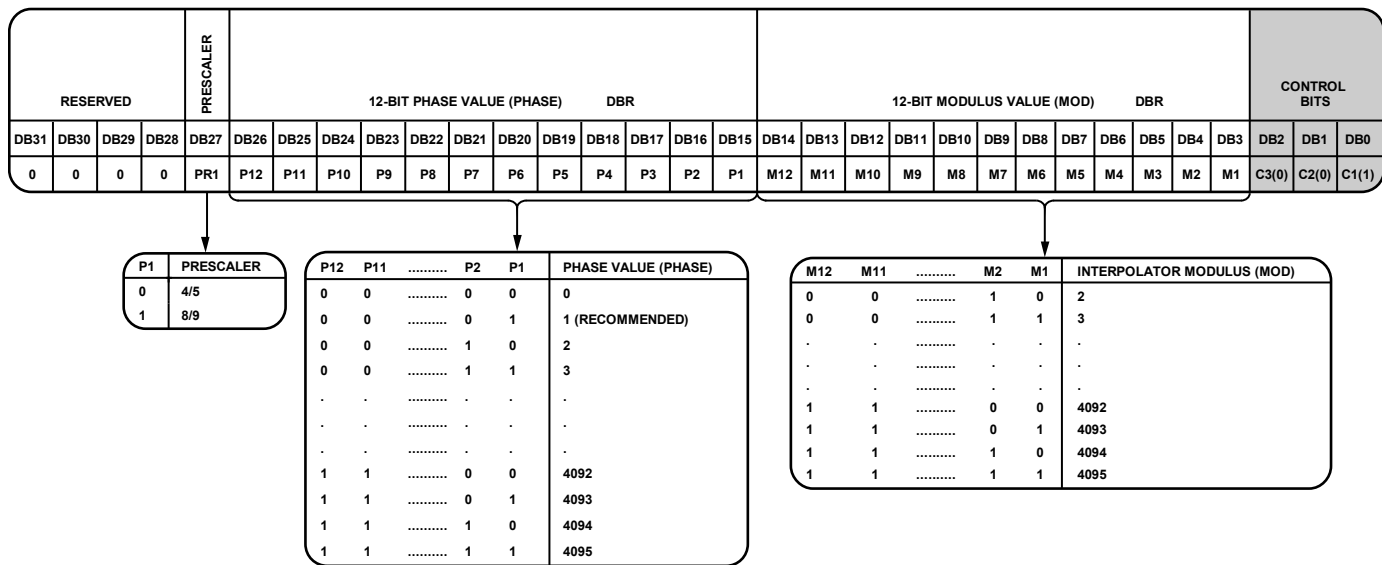 RESERVED PRESCALER 12-BIT PHASE VALUE (PHASE) DBR 12-BIT MODULUS VALUE (MOD) DBR CONTROL BITS
DB31 DB30 DB29 DB28 DB27 DB26 DB25 DB24 DB23 DB22 DB21 DB20 DB19 DB18 DB17 DB16 DB15 DB14 DB13 DB12 DB11 DB10 DB9 DB8 DB7 DB6 DB5 DB4 DB3 DB2 DB1 DB0
0 0 0 0 PR1 P12 P11 P10 P9 P8 P7 P6 P5 P4 P3 P2 P1 M12 M11 M10 M9 M8 M7 M6 M5 M4 M3 M2 M1 C3(0) C2(0) C1(1)
P1 PRESCALER
0 4/5
1 8/9
P12 P11 .......... P2 P1 PHASE VALUE (PHASE)
0 0 .......... 0 0 0
0 0 .......... 0 1 1 (RECOMMENDED)
0 0 .......... 1 0 2
0 0 .......... 1 1 3
. . .......... . . .
. . .......... . . .
. . .......... . . .
1 1 .......... 0 0 4092
1 1 .......... 0 1 4093
1 1 .......... 1 0 4094
1 1 .......... 1 1 4095
M12 M11 .......... M2 M1 INTERPOLATOR MODULUS (MOD)
0 0 .......... 1 0 2
0 0 .......... 1 1 3
. . .......... . . .
. . .......... . . .
. . .......... . . .
1 1 .......... 0 0 4092
1 1 .......... 0 1 4093
1 1 .......... 1 0 4094
1 1 .......... 1 1 4095